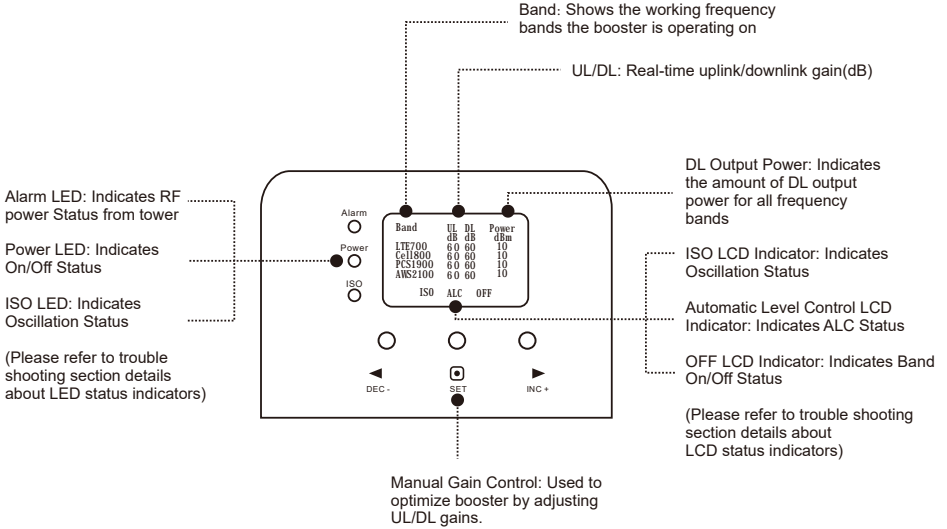 Band: Shows the working frequency
bands the booster is operating on
UL/DL: Real-time uplink/downlink gain(dB)
DL Output Power: Indicates
the amount of DL output
power for all frequency
bands
Alarm LED: Indicates RF
power Status from tower
Power LED: Indicates
On/Off Status
ISO LED: Indicates
Oscillation Status
(Please refer to trouble
shooting section details
about LED status indicators)
Alarm
Power
ISO
Band UL DL Power
dB dB dBm
LTE700 60 60 10
Cell800 60 60 10
PCS1900 60 60 10
AWS2100 60 60 10
ISO ALC OFF
DEC - SET INC +
ISO LCD Indicator: Indicates
Oscillation Status
Automatic Level Control LCD
Indicator: Indicates ALC Status
OFF LCD Indicator: Indicates Band
On/Off Status
(Please refer to trouble shooting
section details about
LCD status indicators)
Manual Gain Control: Used to
optimize booster by adjusting
UL/DL gains.